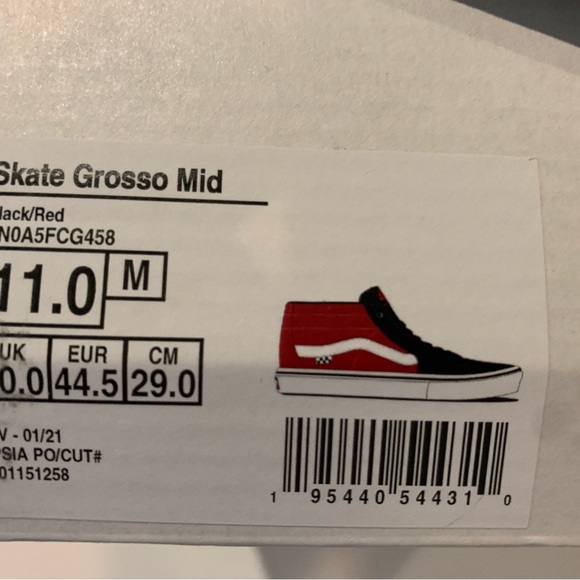 Skate Grosso Mid
lack/Red
N0A5FCG458
11.0 M
UK EUR CM
0.0 44.5 29.0
V - 01/21
SIA PO/CUT#
01151258
1 95440 54431 0